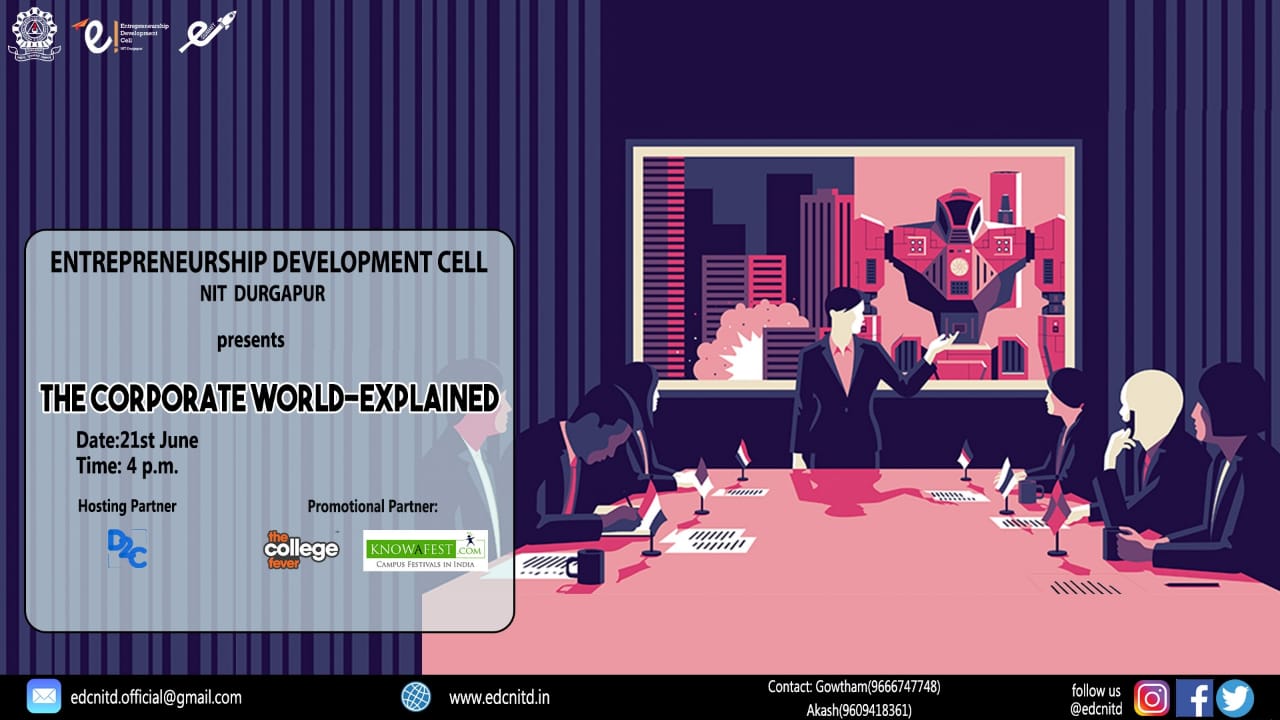 Entrepreneurship
Development
Cell
NIT Durgapur
ENTREPRENEURSHIP DEVELOPMENT CELL
NIT DURGAPUR
presents
THE CORPORATE WORLD-EXPLAINED
Date:21st June
Time: 4 p.m.
Hosting Partner
Promotional Partner:
D2C
the
college
fever
KNOWAFEST.COM
CAMPUS FESTIVALS IN INDIA
edcnitd.official@gmail.com
www.edcnitd.in
Contact: Gowtham(9666747748)
Akash(9609418361)
follow us
@edcnitd